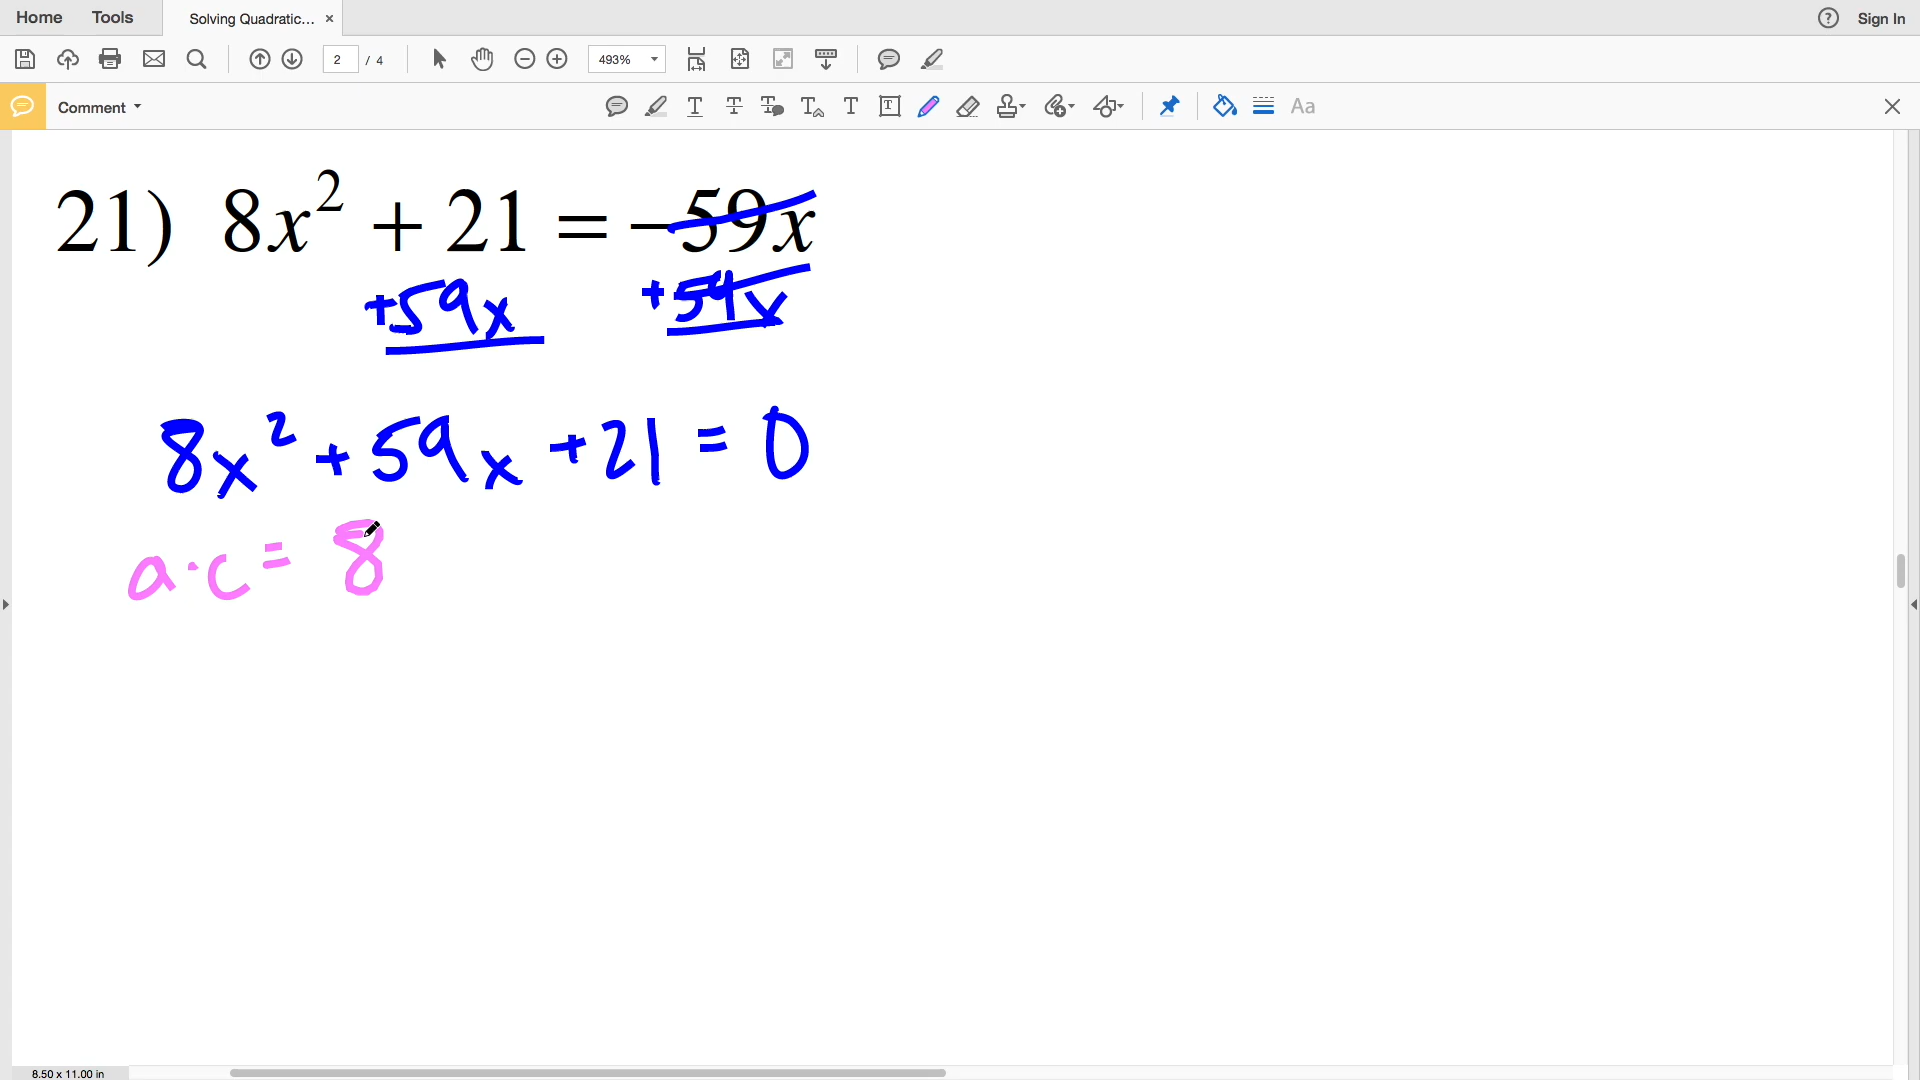 Home Tools Solving Quadratic... × ? Sign In
2 / 4 493%
Comment T T T T T T Aa
21) 8x² + 21 = −59x
+59x +59x
8x² + 59x + 21 = 0
a·c = 8
8.50 x 11.00 in